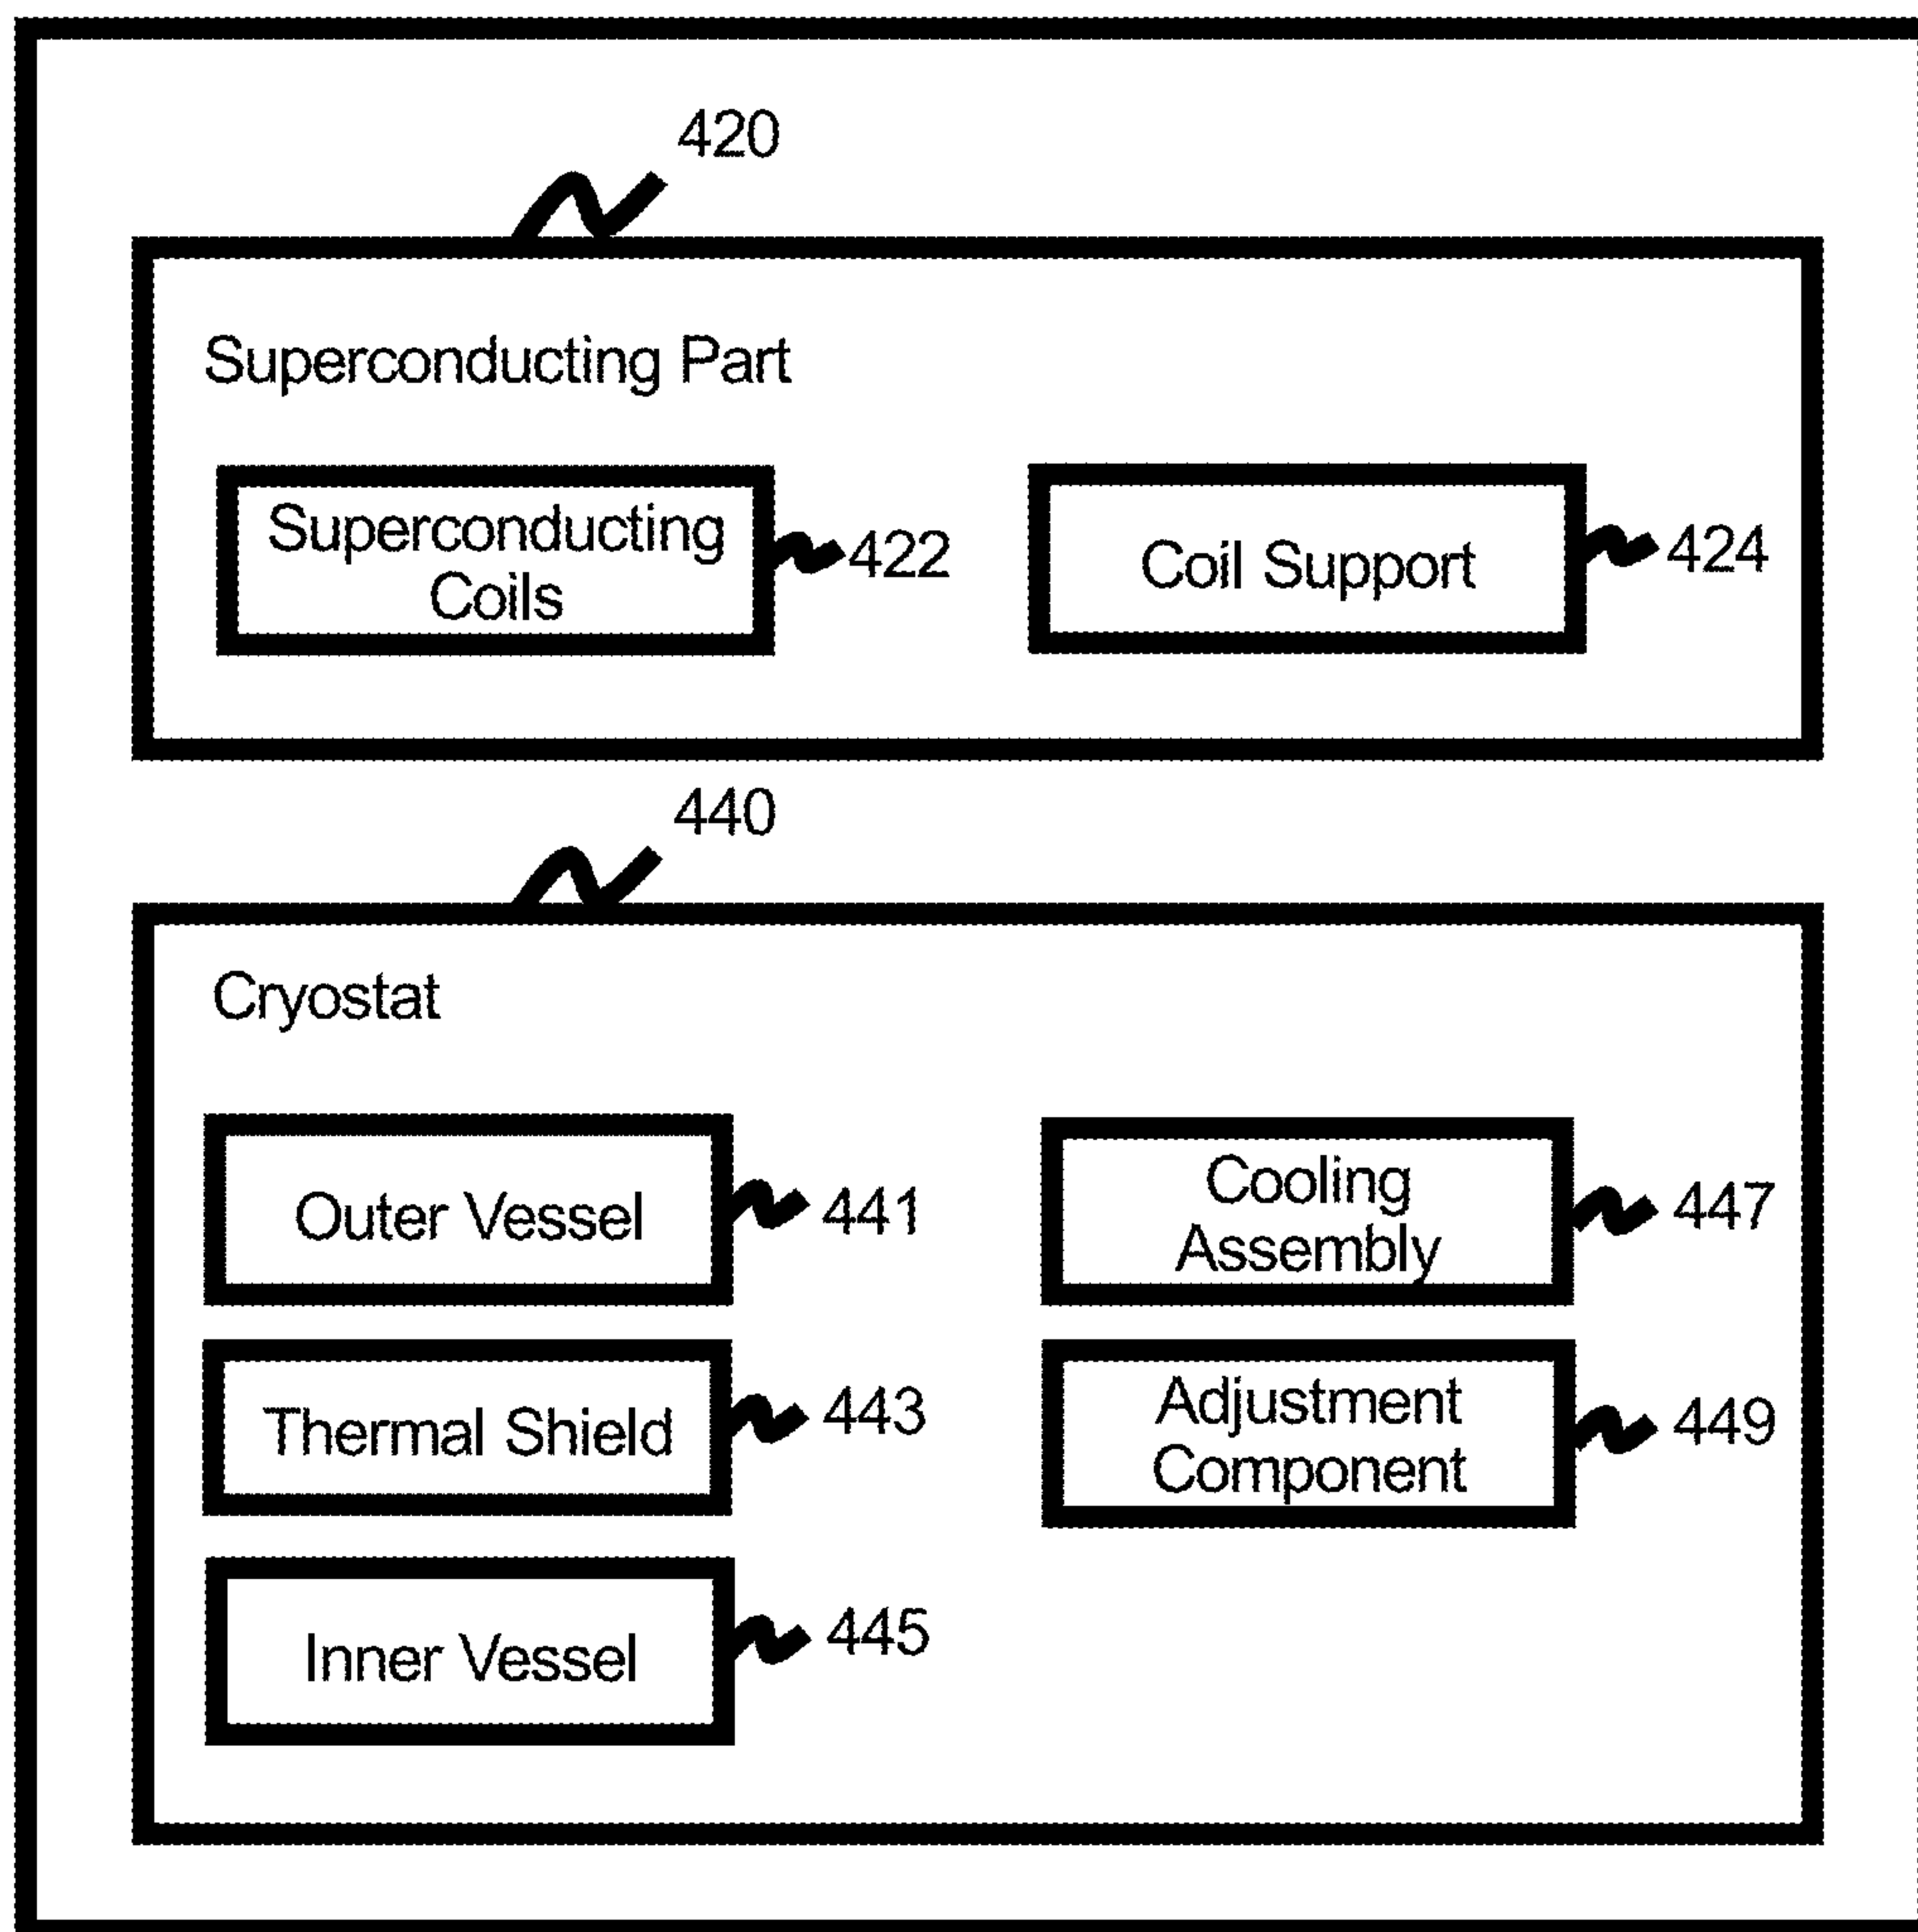 420
Superconducting Part
Superconducting
Coils
422
Coil Support
424
440
Cryostat
Outer Vessel
441
Thermal Shield
443
Inner Vessel
445
Cooling
Assembly
447
Adjustment
Component
449